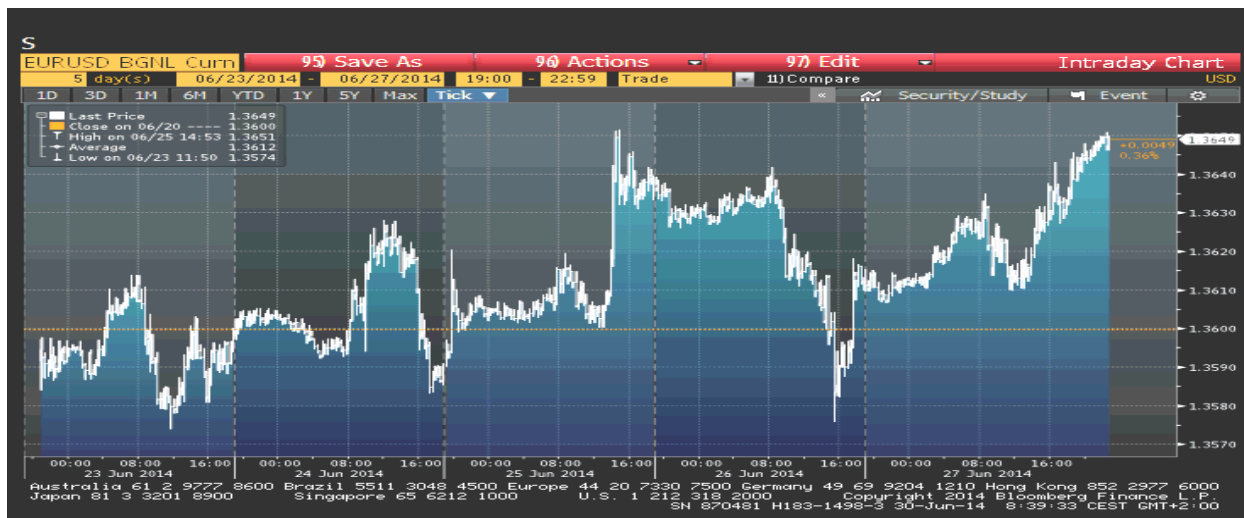 S
EURUSD BGNL Curn 95) Save As 96) Actions 97) Edit Intraday Chart
5 day(s) 06/23/2014 - 06/27/2014 19:00 - 22:59 Trade 11) Compare USD
1D 3D 1M 6M YTD 1Y 5Y Max Tick ▼ « Security/Study Event
Last Price 1.3649
Close on 06/20 ---- 1.3600
High on 06/25 14:53 1.3651
Average 1.3612
Low on 06/23 11:50 1.3574
1.3649
+0.0049
0.36%
1.3640
1.3630
1.3620
1.3610
1.3600
1.3590
1.3580
1.3570
00:00 08:00 16:00 00:00 08:00 16:00 00:00 08:00 16:00 00:00 08:00 16:00 00:00 08:00 16:00
23 Jun 2014 24 Jun 2014 25 Jun 2014 26 Jun 2014 27 Jun 2014
Australia 61 2 9777 8600 Brazil 5511 3048 4500 Europe 44 20 7330 7500 Germany 49 69 9204 1210 Hong Kong 852 2977 6000
Japan 81 3 3201 8900 Singapore 65 6212 1000 U.S. 1 212 318 2000 Copyright 2014 Bloomberg Finance L.P.
SN 870481 H183-1498-3 30-Jun-14 8:39:33 CEST GMT+2:00